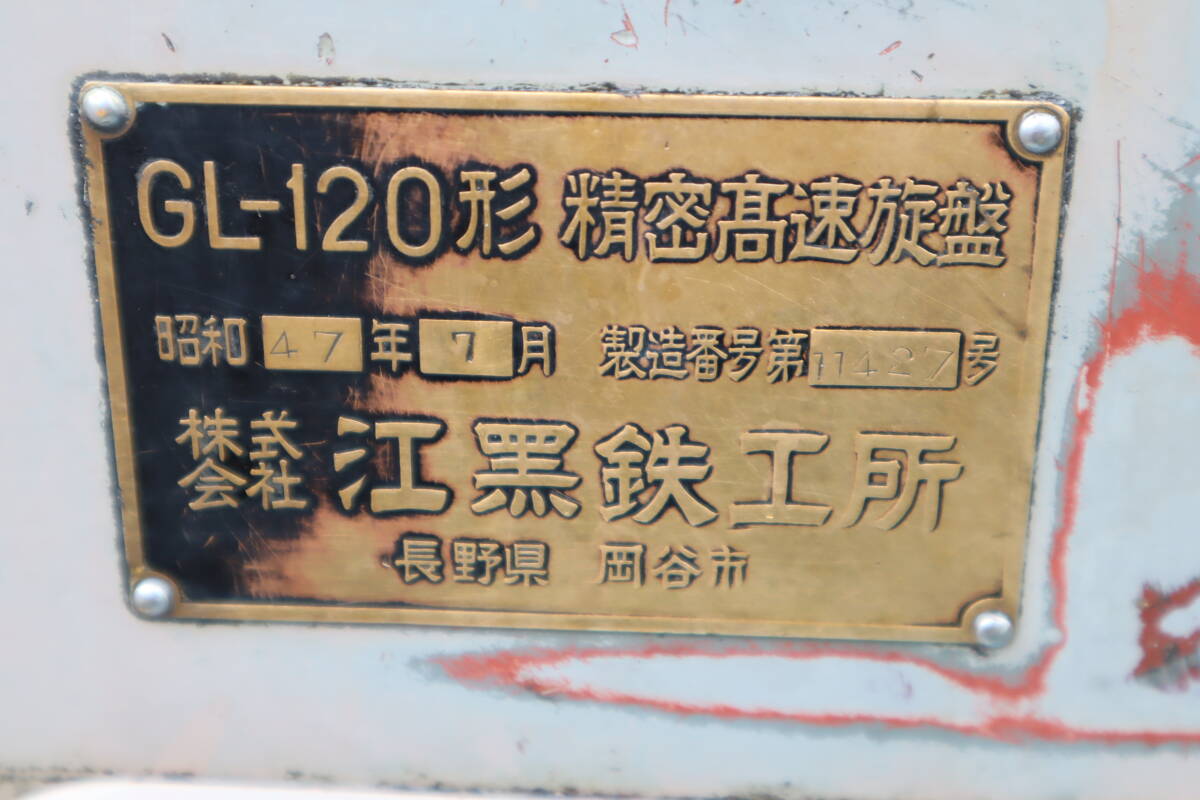 GL-120形 精密高速旋盤
昭和47年7月 製造番号第11427号
株式会社 江黒鉄工所
長野県 岡谷市